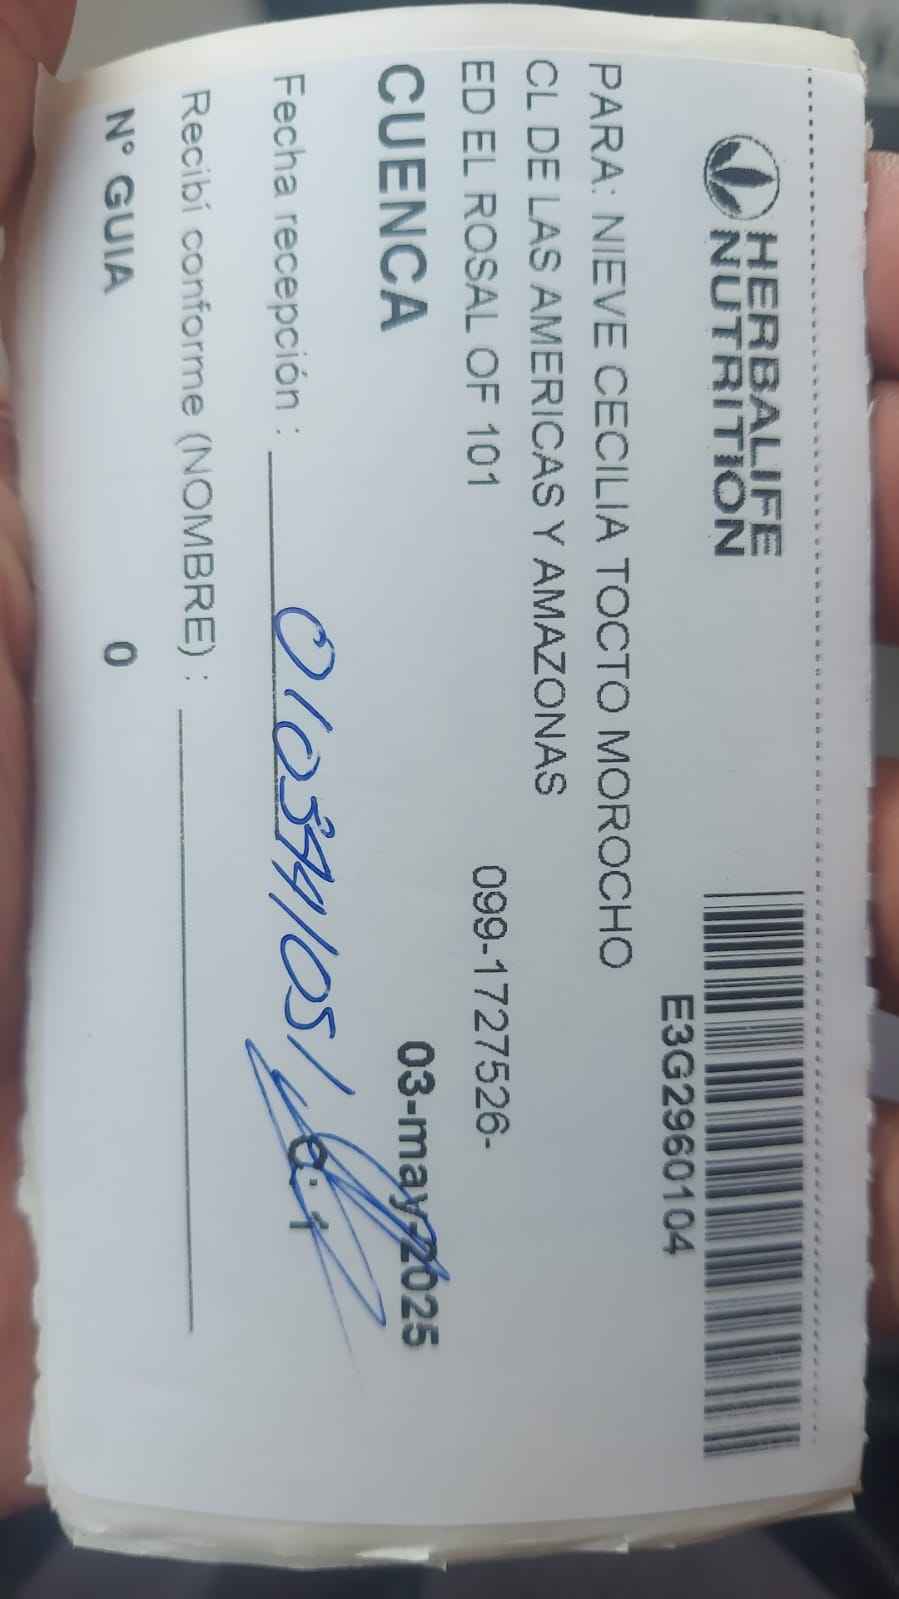 HERBALIFE
NUTRITION
E3G2960104
PARA: NIEVE CECILIA TOCTO MOROCHO
CL DE LAS AMERICAS Y AMAZONAS
ED EL ROSAL OF 101
099-1727526-
CUENCA
03-may-2025
Fecha recepción :
C: 1
Recibí conforme (NOMBRE) :
N° GUIA 0